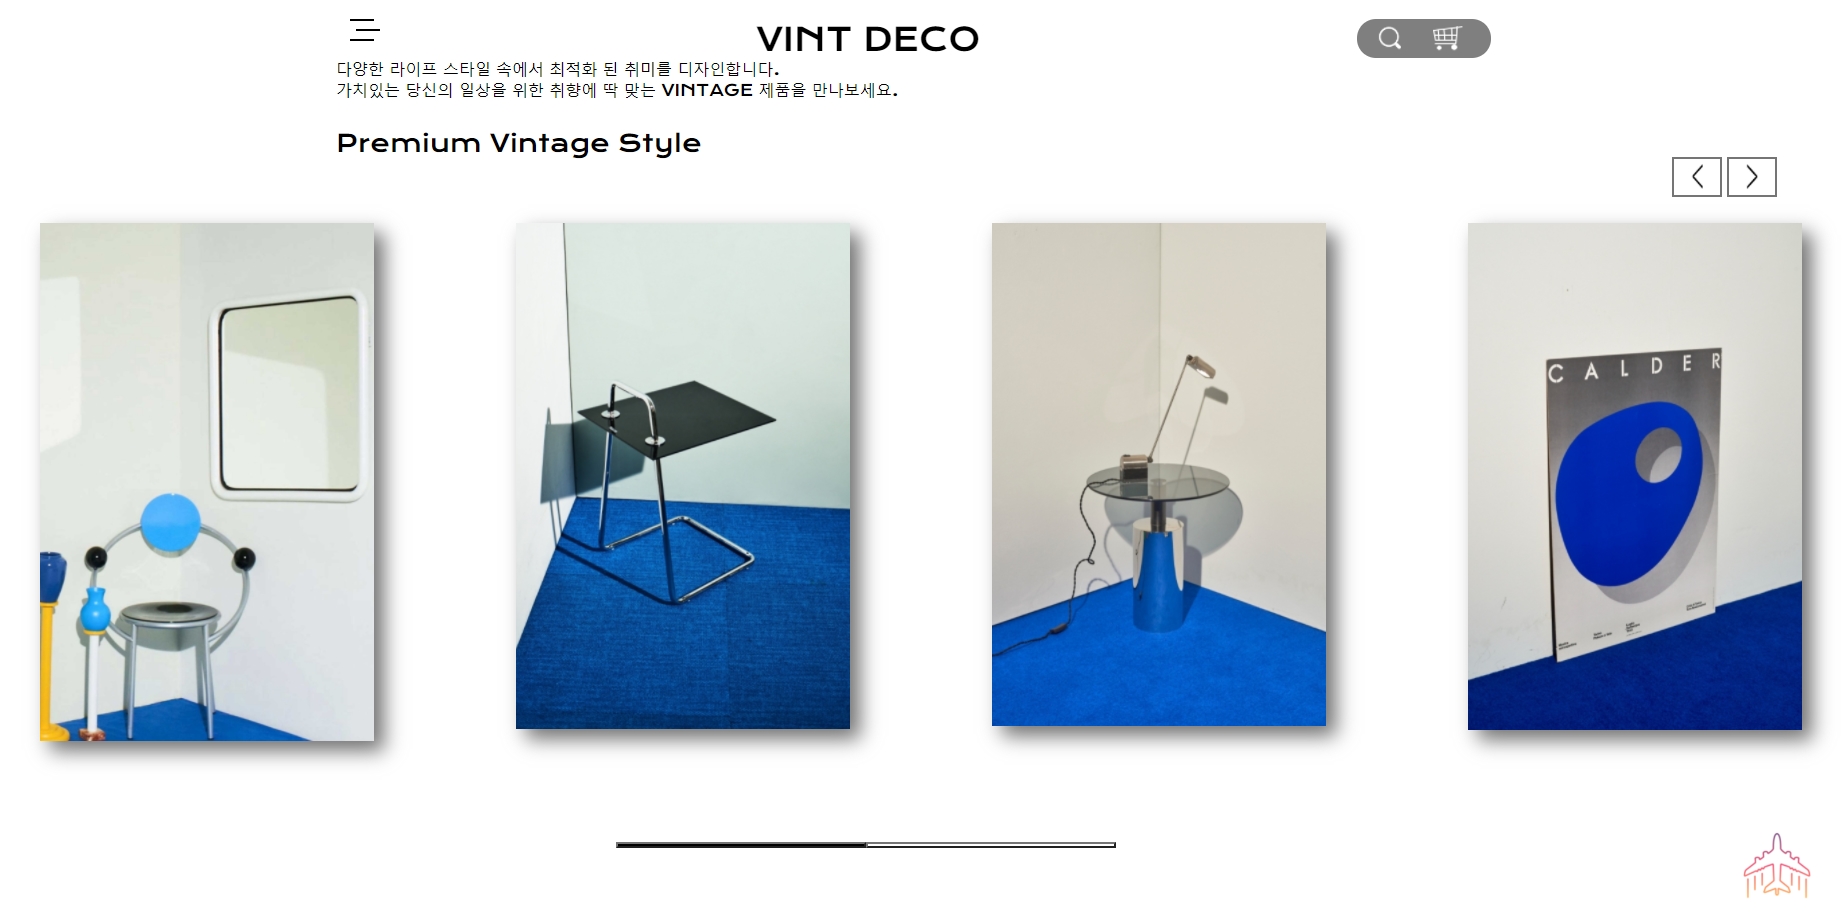 VINT DECO
다양한 라이프 스타일 속에서 최적화 된 취미를 디자인합니다.
가치있는 당신의 일상을 위한 취향에 딱 맞는 VINTAGE 제품을 만나보세요.
Premium Vintage Style
CALDER